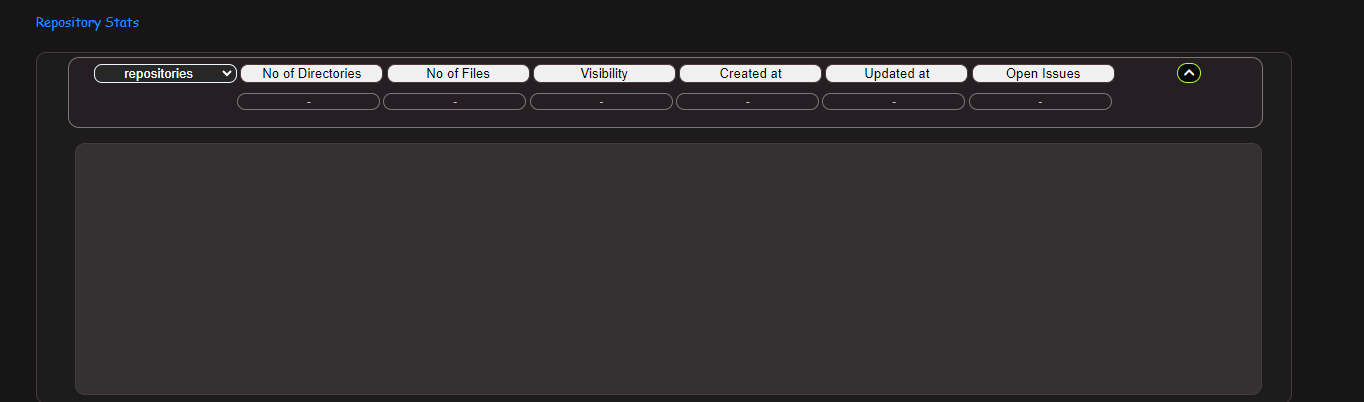 Repository Stats
repositories No of Directories No of Files Visibility Created at Updated at Open Issues
- - - - - -